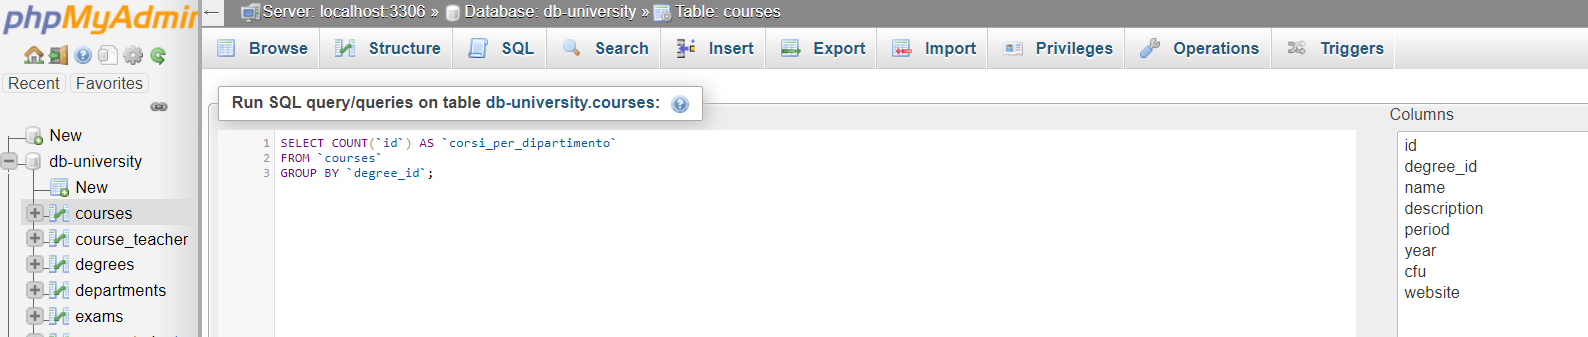 phpMyAdmin
Recent Favorites
New
db-university
New
courses
course_teacher
degrees
departments
exams
← Server: localhost:3306 » Database: db-university » Table: courses
Browse Structure SQL Search Insert Export Import Privileges Operations Triggers
Run SQL query/queries on table db-university.courses:
1 SELECT COUNT(`id`) AS `corsi_per_dipartimento`
2 FROM `courses`
3 GROUP BY `degree_id`;
Columns
id
degree_id
name
description
period
year
cfu
website